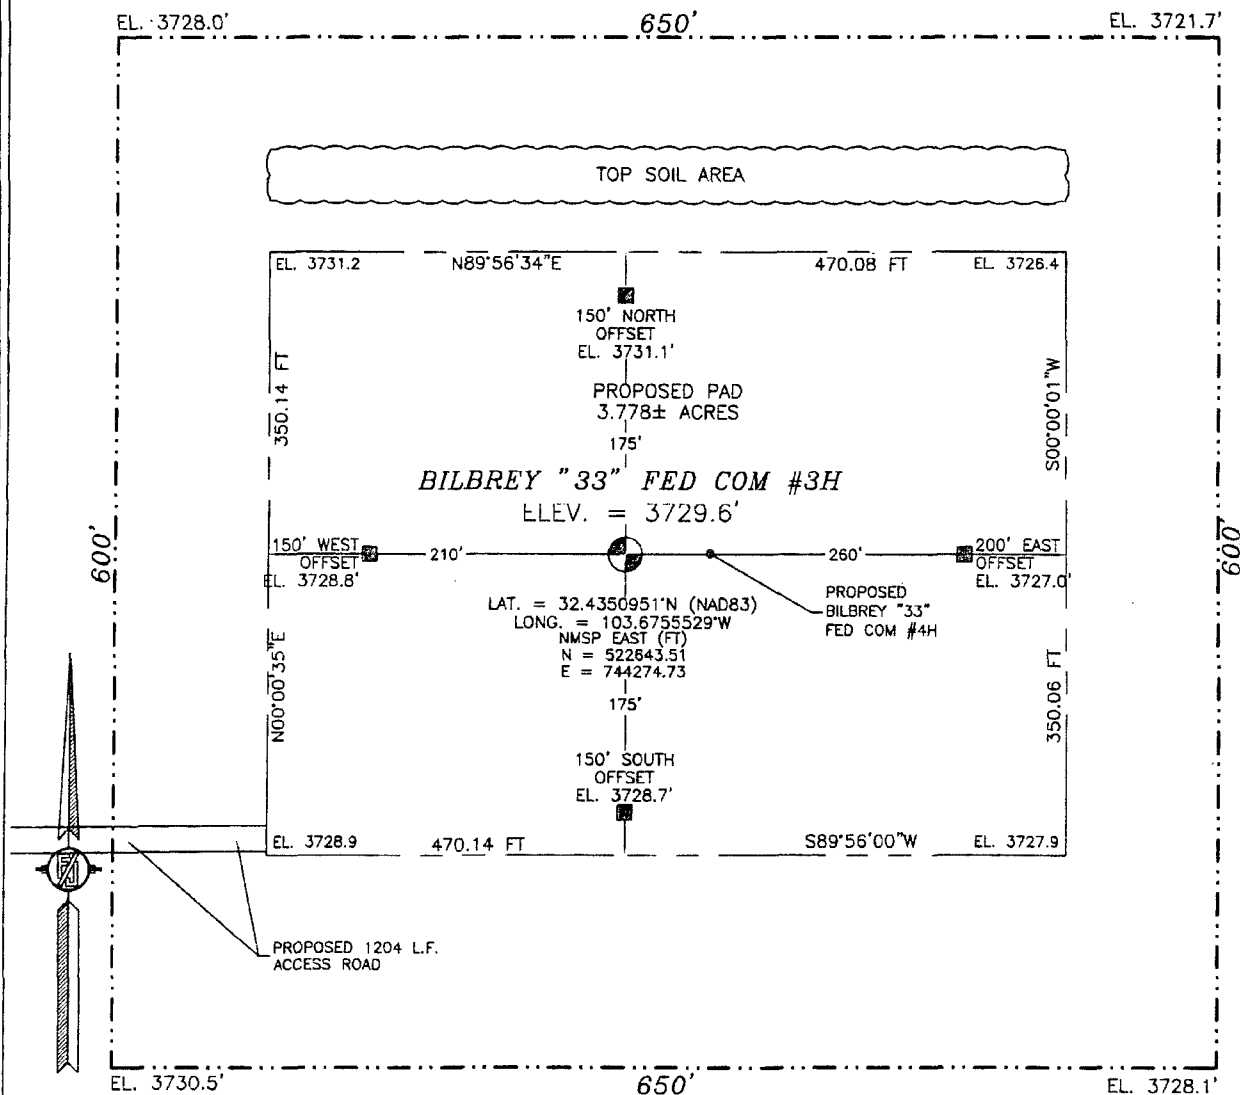 EL. 3728.0'
650'
EL. 3721.7'
TOP SOIL AREA
EL. 3731.2
N89°56'34"E
470.08 FT
EL 3726.4
150' NORTH
OFFSET
EL. 3731.1'
350.14 FT
S00°00'01"W
PROPOSED PAD
3.778± ACRES
175'
BILBREY "33" FED COM #3H
ELEV. = 3729.6'
600'
150' WEST
OFFSET
EL. 3728.8'
210'
260'
200' EAST
OFFSET
EL. 3727.0'
600'
PROPOSED
BILBREY "33"
FED COM #4H
LAT. = 32.4350951°N (NAD83)
LONG. = 103.6755529°W
NMSP EAST (FT)
N = 522643.51
E = 744274.73
N00°00'35"E
350.06 FT
175'
150' SOUTH
OFFSET
EL. 3728.7'
EL. 3728.9
470.14 FT
S89°56'00"W
EL. 3727.9
PROPOSED 1204 L.F.
ACCESS ROAD
EL. 3730.5'
650'
EL. 3728.1'